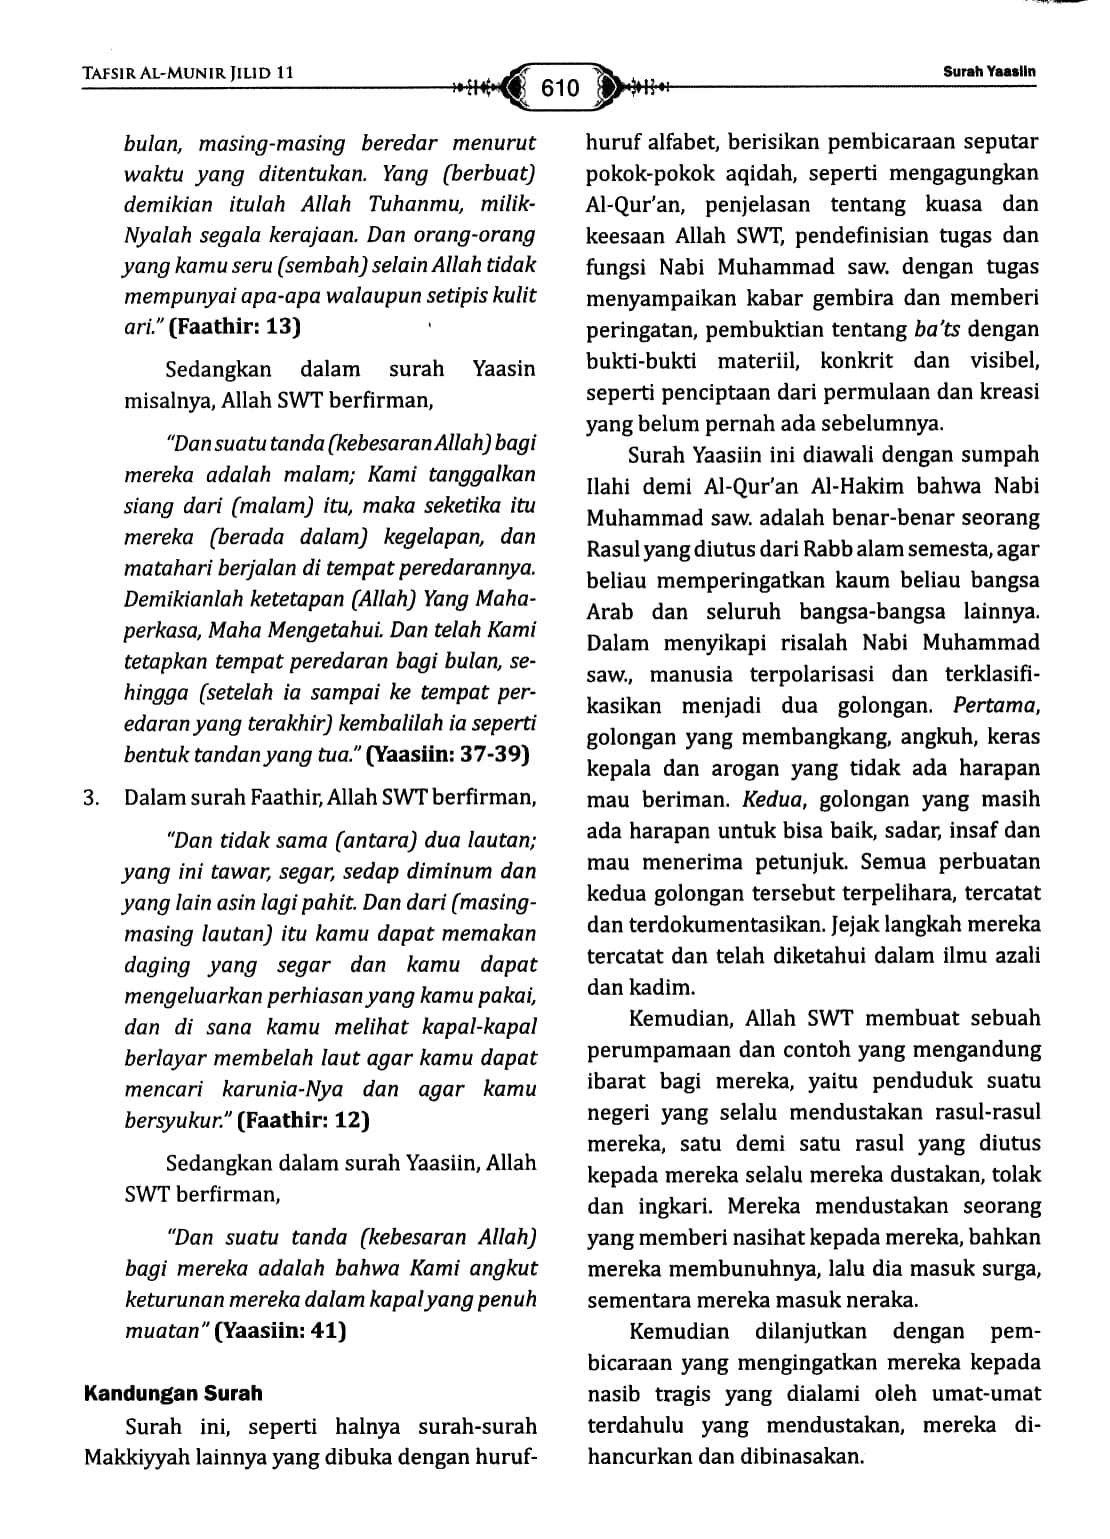 TAFSIR AL-MUNIR JILID 11
610
Surah Yaasiin
bulan, masing-masing beredar menurut
waktu yang ditentukan. Yang (berbuat)
demikian itulah Allah Tuhanmu, milik-
Nyalah segala kerajaan. Dan orang-orang
yang kamu seru (sembah) selain Allah tidak
mempunyai apa-apa walaupun setipis kulit
ari." (Faathir: 13)
Sedangkan dalam surah Yaasin
misalnya, Allah SWT berfirman,
"Dan suatu tanda (kebesaran Allah) bagi
mereka adalah malam; Kami tanggalkan
siang dari (malam) itu, maka seketika itu
mereka (berada dalam) kegelapan, dan
matahari berjalan di tempat peredarannya.
Demikianlah ketetapan (Allah) Yang Maha-
perkasa, Maha Mengetahui. Dan telah Kami
tetapkan tempat peredaran bagi bulan, se-
hingga (setelah ia sampai ke tempat per-
edaran yang terakhir) kembalilah ia seperti
bentuk tandan yang tua." (Yaasiin: 37-39)
3. Dalam surah Faathir, Allah SWT berfirman,
"Dan tidak sama (antara) dua lautan;
yang ini tawar, segar, sedap diminum dan
yang lain asin lagi pahit. Dan dari (masing-
masing lautan) itu kamu dapat memakan
daging yang segar dan kamu dapat
mengeluarkan perhiasan yang kamu pakai,
dan di sana kamu melihat kapal-kapal
berlayar membelah laut agar kamu dapat
mencari karunia-Nya dan agar kamu
bersyukur." (Faathir: 12)
Sedangkan dalam surah Yaasiin, Allah
SWT berfirman,
"Dan suatu tanda (kebesaran Allah)
bagi mereka adalah bahwa Kami angkut
keturunan mereka dalam kapal yang penuh
muatan" (Yaasiin: 41)
Kandungan Surah
Surah ini, seperti halnya surah-surah
Makkiyyah lainnya yang dibuka dengan huruf-
huruf alfabet, berisikan pembicaraan seputar
pokok-pokok aqidah, seperti mengagungkan
Al-Qur'an, penjelasan tentang kuasa dan
keesaan Allah SWT, pendefinisian tugas dan
fungsi Nabi Muhammad saw. dengan tugas
menyampaikan kabar gembira dan memberi
peringatan, pembuktian tentang ba'ts dengan
bukti-bukti materiil, konkrit dan visibel,
seperti penciptaan dari permulaan dan kreasi
yang belum pernah ada sebelumnya.
Surah Yaasiin ini diawali dengan sumpah
Ilahi demi Al-Qur'an Al-Hakim bahwa Nabi
Muhammad saw. adalah benar-benar seorang
Rasul yang diutus dari Rabb alam semesta, agar
beliau memperingatkan kaum beliau bangsa
Arab dan seluruh bangsa-bangsa lainnya.
Dalam menyikapi risalah Nabi Muhammad
saw., manusia terpolarisasi dan terklasifi-
kasikan menjadi dua golongan. Pertama,
golongan yang membangkang, angkuh, keras
kepala dan arogan yang tidak ada harapan
mau beriman. Kedua, golongan yang masih
ada harapan untuk bisa baik, sadar, insaf dan
mau menerima petunjuk. Semua perbuatan
kedua golongan tersebut terpelihara, tercatat
dan terdokumentasikan. Jejak langkah mereka
tercatat dan telah diketahui dalam ilmu azali
dan kadim.
Kemudian, Allah SWT membuat sebuah
perumpamaan dan contoh yang mengandung
ibarat bagi mereka, yaitu penduduk suatu
negeri yang selalu mendustakan rasul-rasul
mereka, satu demi satu rasul yang diutus
kepada mereka selalu mereka dustakan, tolak
dan ingkari. Mereka mendustakan seorang
yang memberi nasihat kepada mereka, bahkan
mereka membunuhnya, lalu dia masuk surga,
sementara mereka masuk neraka.
Kemudian dilanjutkan dengan pem-
bicaraan yang mengingatkan mereka kepada
nasib tragis yang dialami oleh umat-umat
terdahulu yang mendustakan, mereka di-
hancurkan dan dibinasakan.